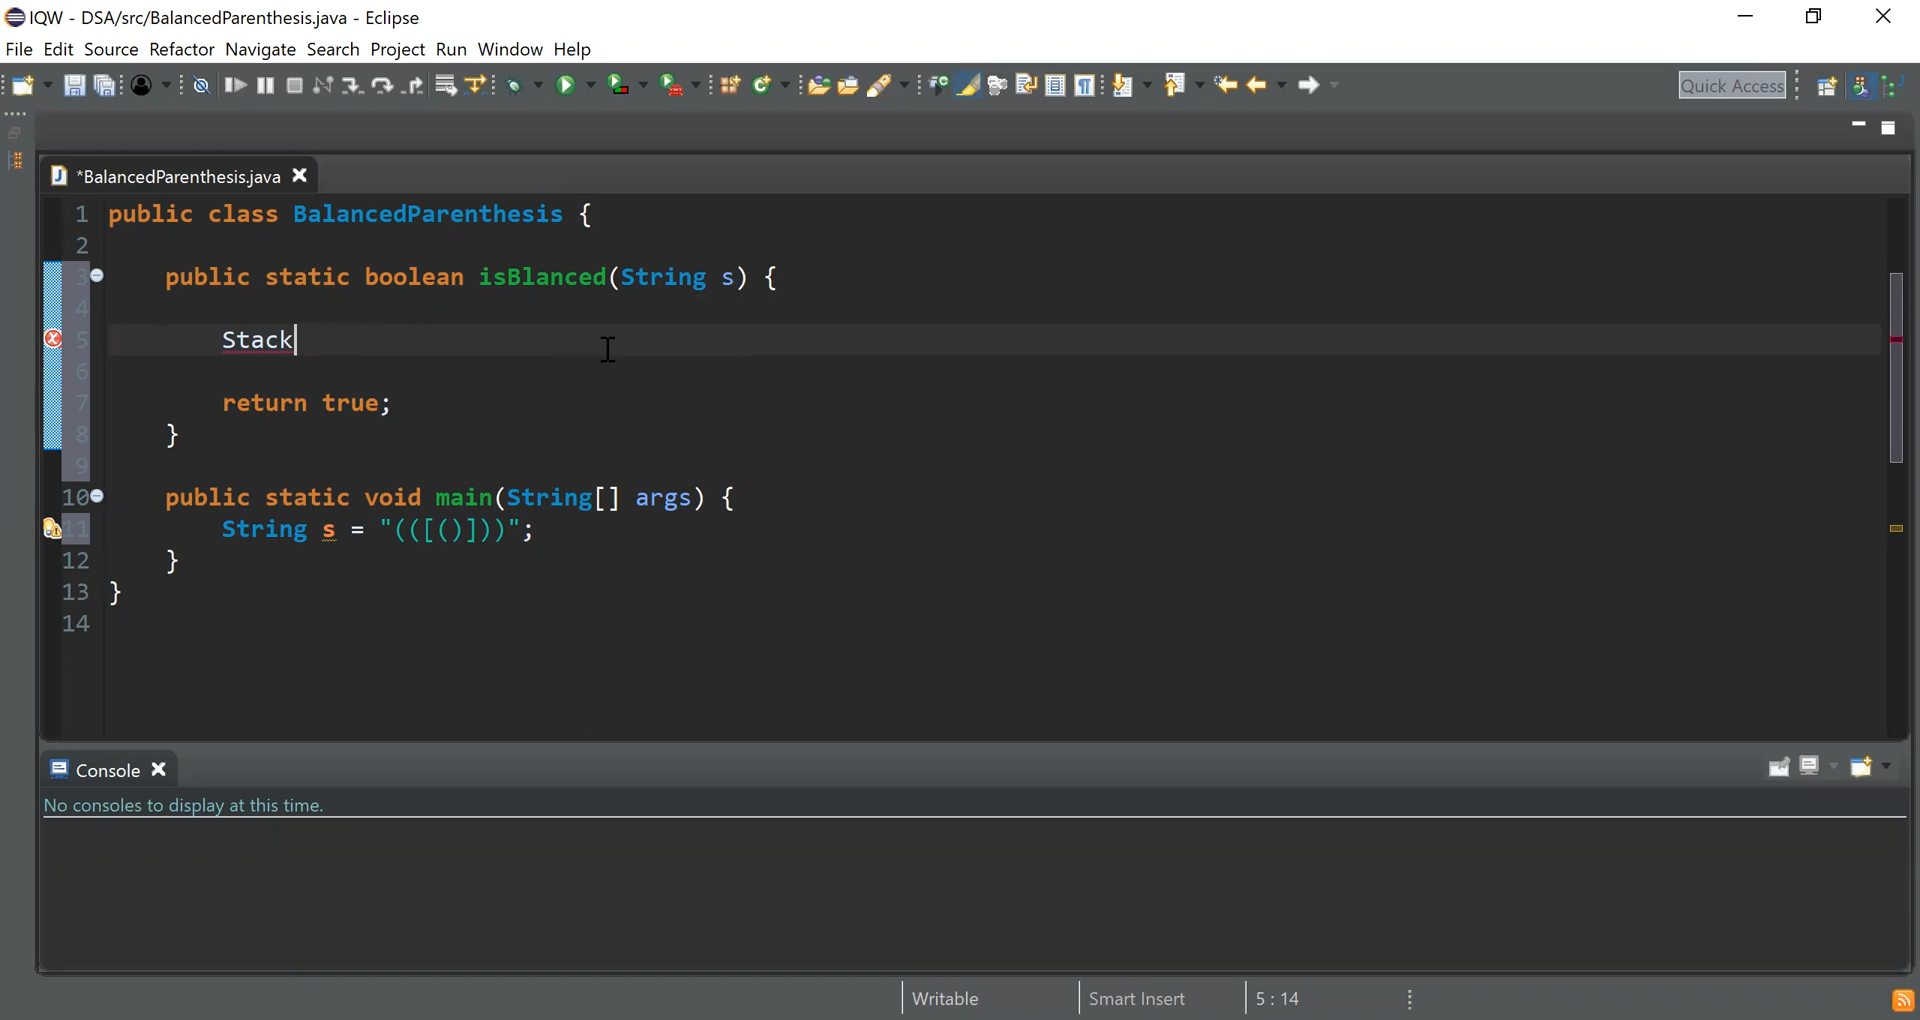 IQW - DSA/src/BalancedParenthesis.java - Eclipse
File Edit Source Refactor Navigate Search Project Run Window Help
Quick Access
*BalancedParenthesis.java
1 public class BalancedParenthesis {
2
3 public static boolean isBlanced(String s) {
4
5 Stack
6
7 return true;
8 }
9
10 public static void main(String[] args) {
11 String s = "(([()]))";
12 }
13 }
14
Console
No consoles to display at this time.
Writable Smart Insert 5 : 14